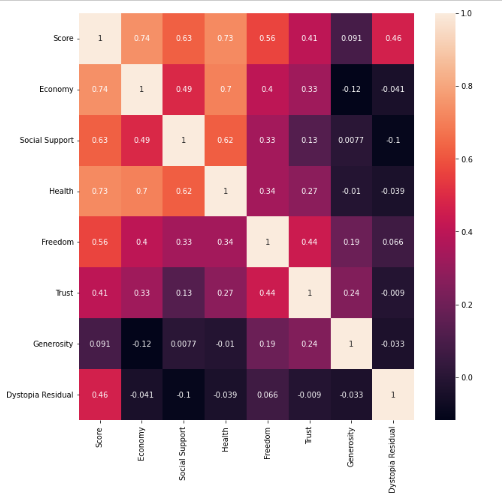 Score 1 0.74 0.63 0.73 0.56 0.41 0.091 0.46
Economy 0.74 1 0.49 0.7 0.4 0.33 -0.12 -0.041
Social Support 0.63 0.49 1 0.62 0.33 0.13 0.0077 -0.1
Health 0.73 0.7 0.62 1 0.34 0.27 -0.01 -0.039
Freedom 0.56 0.4 0.33 0.34 1 0.44 0.19 0.066
Trust 0.41 0.33 0.13 0.27 0.44 1 0.24 -0.009
Generosity 0.091 -0.12 0.0077 -0.01 0.19 0.24 1 -0.033
Dystopia Residual 0.46 -0.041 -0.1 -0.039 0.066 -0.009 -0.033 1
Score
Economy
Social Support
Health
Freedom
Trust
Generosity
Dystopia Residual
1.0
0.8
0.6
0.4
0.2
0.0